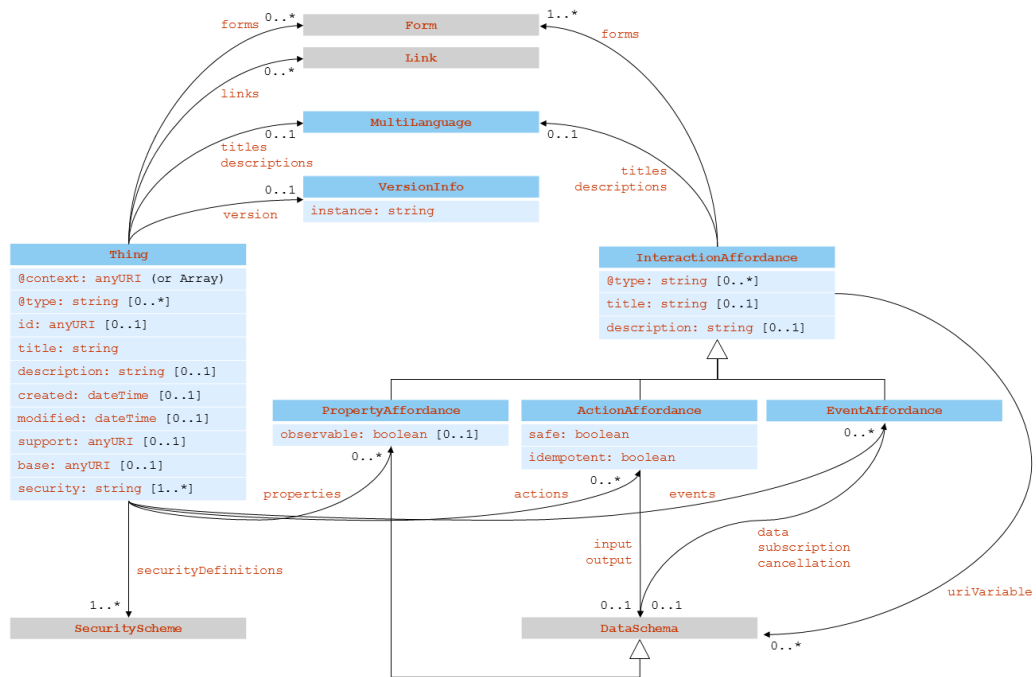 0..*
1..*
forms
Form
forms
Link
0..*
links
MultiLanguage
0..1
0..1
titles
descriptions
titles
descriptions
VersionInfo
0..1
instance: string
version
Thing
@context: anyURI (or Array)
@type: string [0..*]
id: anyURI [0..1]
title: string
description: string [0..1]
created: dateTime [0..1]
modified: dateTime [0..1]
support: anyURI [0..1]
base: anyURI [0..1]
security: string [1..*]
InteractionAffordance
@type: string [0..*]
title: string [0..1]
description: string [0..1]
PropertyAffordance
observable: boolean [0..1]
0..*
ActionAffordance
safe: boolean
idempotent: boolean
0..*
EventAffordance
0..*
properties
actions
events
input
output
data
subscription
cancellation
securityDefinitions
uriVariable
1..*
SecurityScheme
0..1
0..1
DataSchema
0..*